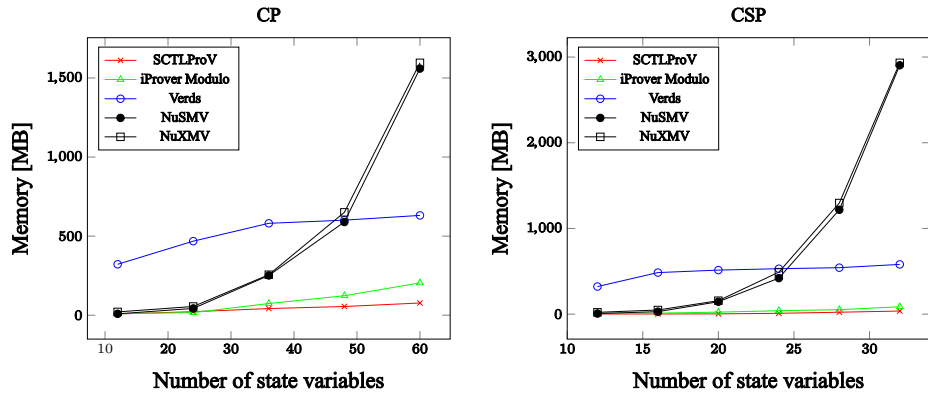 CP
SCTLProV
iProver Modulo
Verds
NuSMV
NuXMV
1,500
1,000
500
0
10 20 30 40 50 60
Memory [MB]
Number of state variables
CSP
SCTLProV
iProver Modulo
Verds
NuSMV
NuXMV
3,000
2,000
1,000
0
10 15 20 25 30
Memory [MB]
Number of state variables